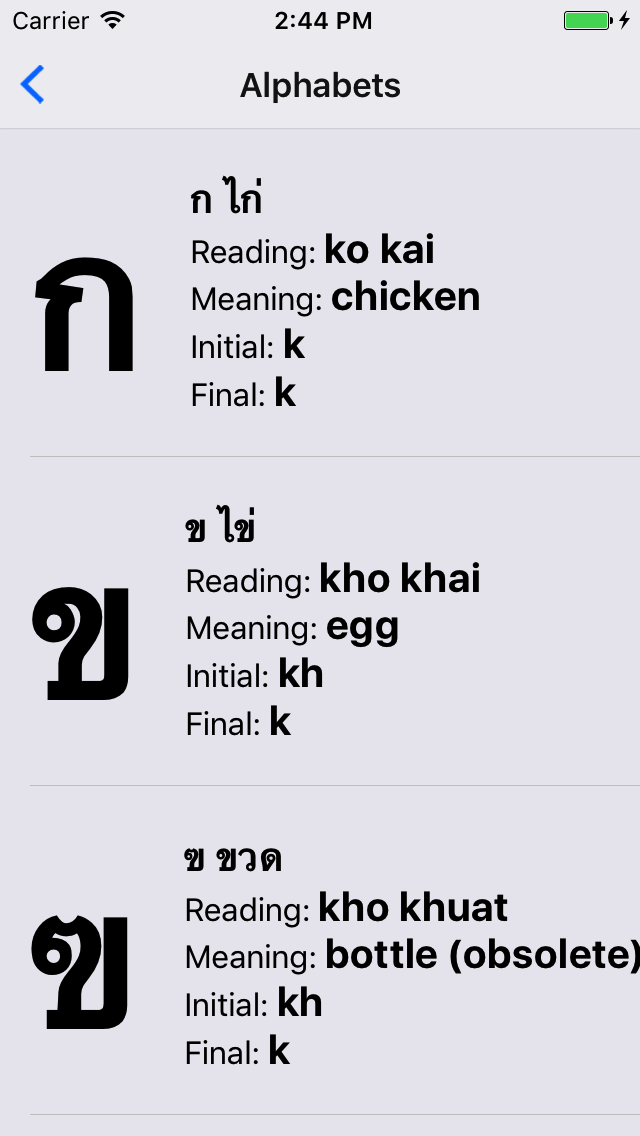 Carrier 2:44 PM
Alphabets
ก
ก ไก่
Reading: ko kai
Meaning: chicken
Initial: k
Final: k
ข
ข ไข่
Reading: kho khai
Meaning: egg
Initial: kh
Final: k
ฃ
ฃ ขวด
Reading: kho khuat
Meaning: bottle (obsolete)
Initial: kh
Final: k